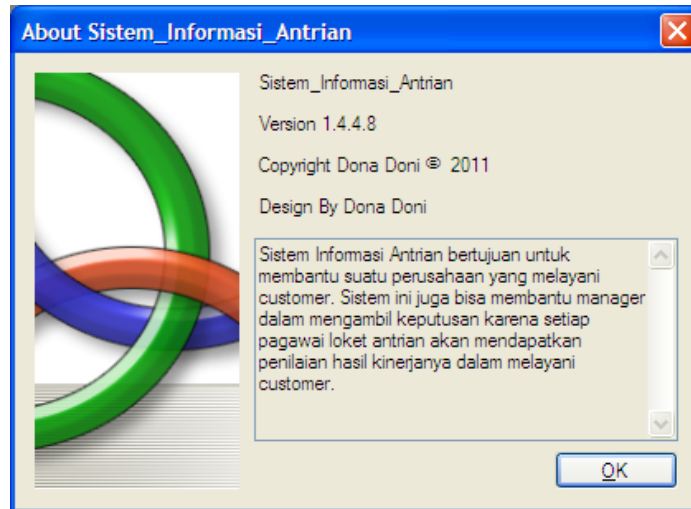 About Sistem_Informasi_Antrian
Sistem_Informasi_Antrian
Version 1.4.4.8
Copyright Dona Doni © 2011
Design By Dona Doni
Sistem Informasi Antrian bertujuan untuk
membantu suatu perusahaan yang melayani
customer. Sistem ini juga bisa membantu manager
dalam mengambil keputusan karena setiap
pagawai loket antrian akan mendapatkan
penilaian hasil kinerjanya dalam melayani
customer.
OK